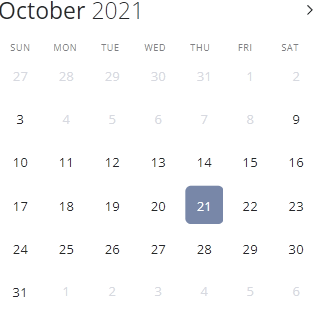 October 2021
SUN MON TUE WED THU FRI SAT
27 28 29 30 31 1 2
3 4 5 6 7 8 9
10 11 12 13 14 15 16
17 18 19 20 21 22 23
24 25 26 27 28 29 30
31 1 2 3 4 5 6